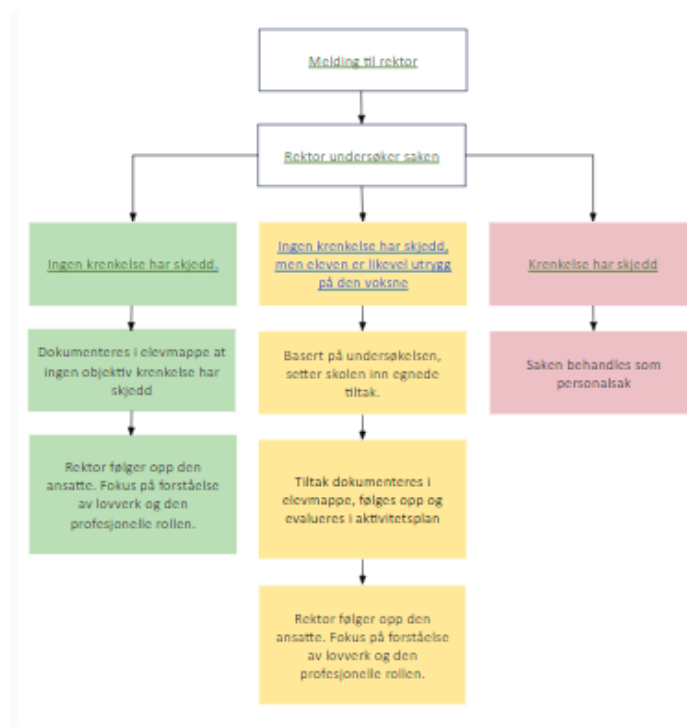 Melding til rektor
Rektor undersøker saken
Ingen krenkelse har skjedd.
Dokumenteres i elevmappe at
ingen objektiv krenkelse har
skjedd
Rektor følger opp den
ansatte. Fokus på forståelse
av lovverk og den
profesjonelle rollen.
Ingen krenkelse har skjedd,
men eleven er likevel utrygg
på den voksne
Basert på undersøkelsen,
setter skolen inn egnede
tiltak.
Tiltak dokumenteres i
elevmappe, følges opp og
evalueres i aktivitetsplan
Rektor følger opp den
ansatte. Fokus på forståelse
av lovverk og den
profesjonelle rollen.
Krenkelse har skjedd
Saken behandles som
personalsak